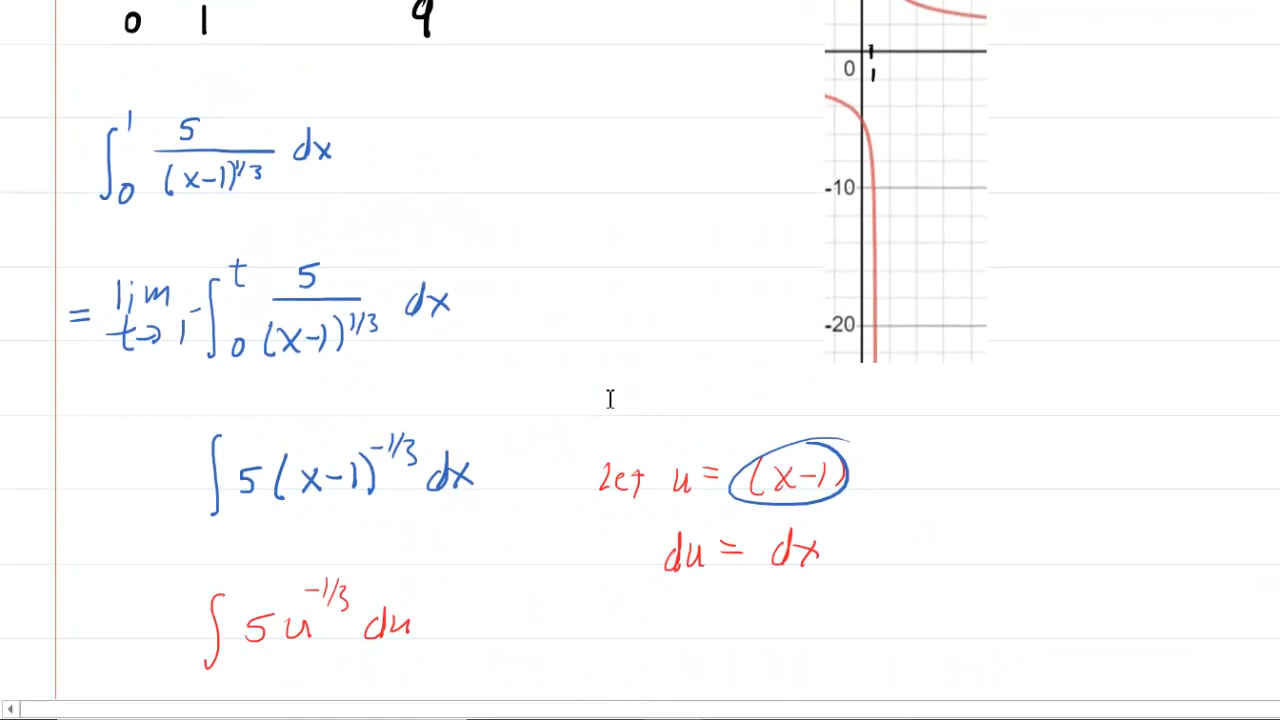 0 1 9
∫₀¹ 5/(x-1)^1/3 dx
0
1
= lim t→1⁻ ∫₀ᵗ 5/(x-1)^1/3 dx
-10
-20
∫ 5(x-1)^-1/3 dx let u = (x-1)
du = dx
∫ 5u^-1/3 du